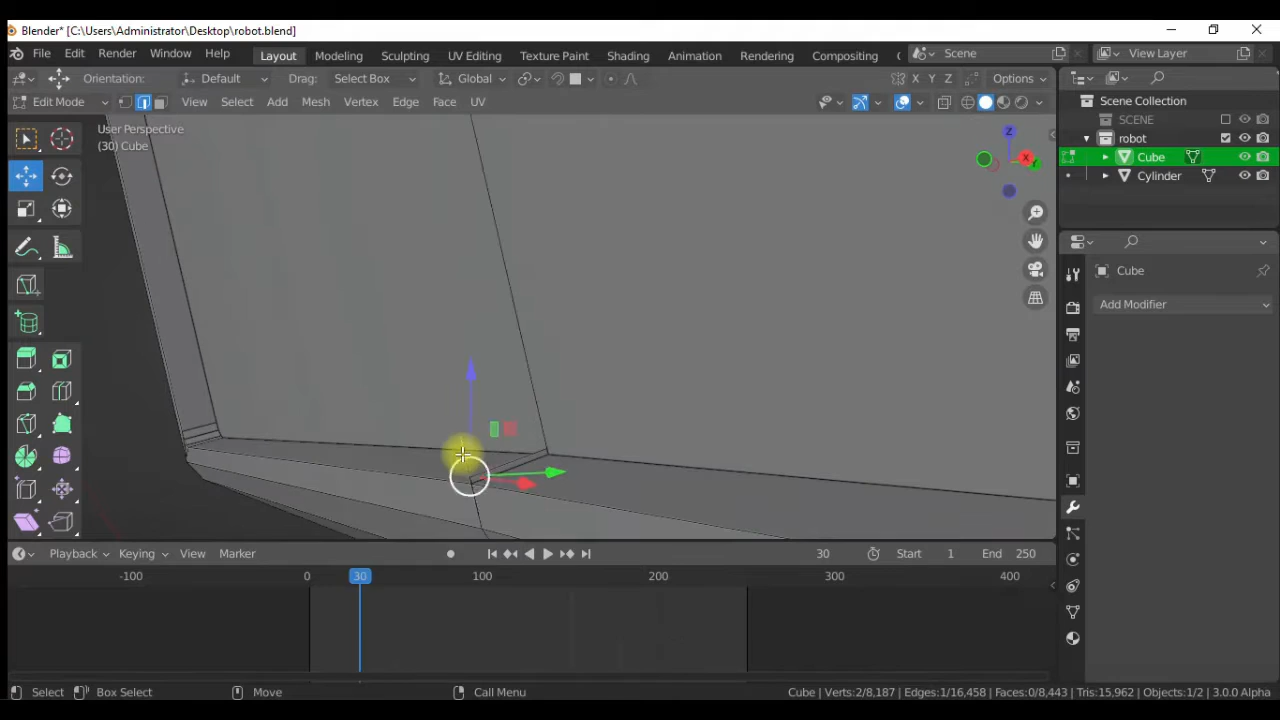 Blender* [C:\Users\Administrator\Desktop\robot.blend]
File Edit Render Window Help Layout Modeling Sculpting UV Editing Texture Paint Shading Animation Rendering Compositing Scene View Layer
Orientation: Default Drag: Select Box Global X Y Z Options
Edit Mode View Select Add Mesh Vertex Edge Face UV
User Perspective
(30) Cube
Z
X
Y
Scene Collection
SCENE
robot
Cube
Cylinder
Cube
Add Modifier
Playback Keying View Marker 30 Start 1 End 250
-100 0 30 100 200 300 400
Select Box Select Move Call Menu Cube | Verts:2/8,187 | Edges:1/16,458 | Faces:0/8,443 | Tris:15,962 | Objects:1/2 | 3.0.0 Alpha